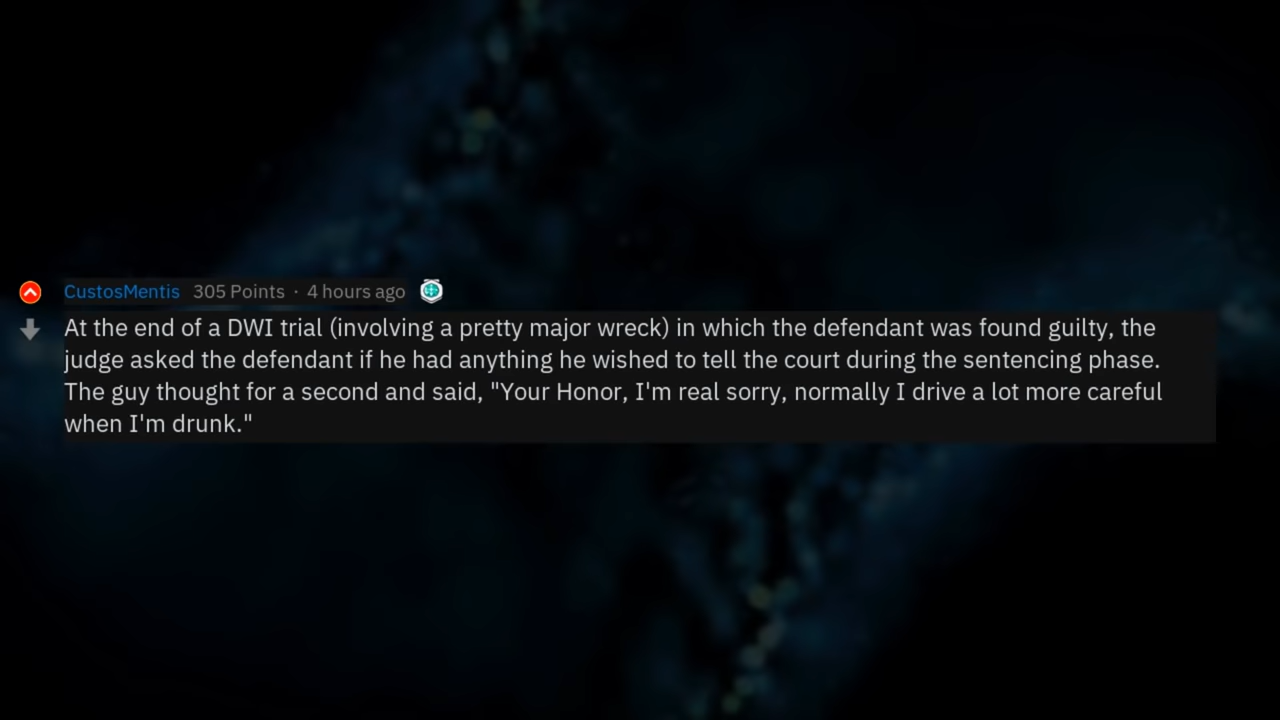 CustosMentis 305 Points · 4 hours ago
At the end of a DWI trial (involving a pretty major wreck) in which the defendant was found guilty, the
judge asked the defendant if he had anything he wished to tell the court during the sentencing phase.
The guy thought for a second and said, "Your Honor, I'm real sorry, normally I drive a lot more careful
when I'm drunk."